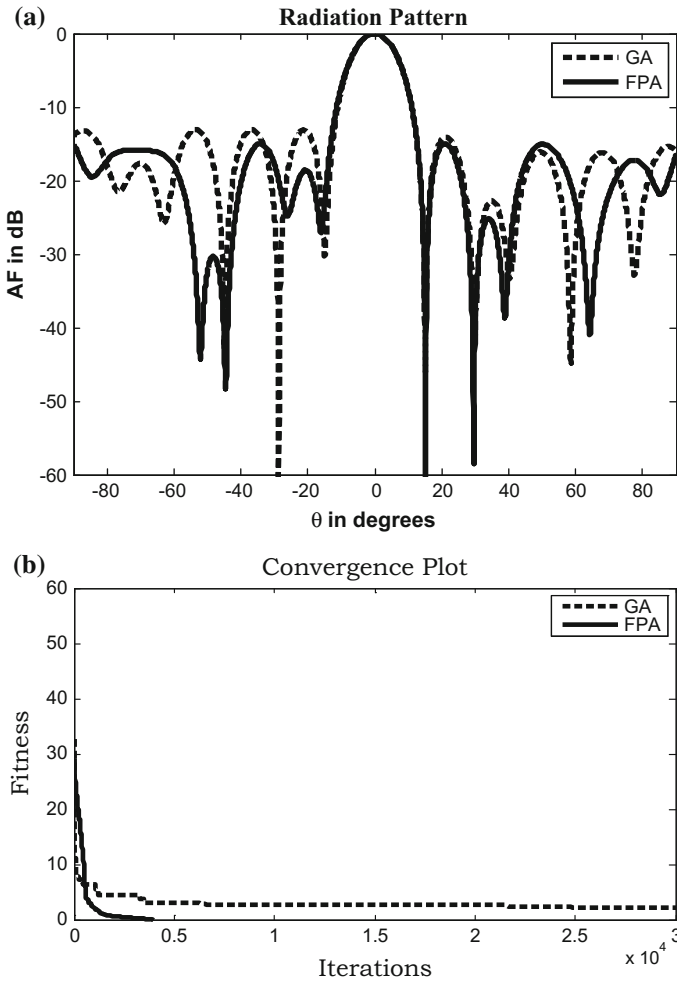 (a)
Radiation Pattern
0
-10
-20
-30
-40
-50
-60
AF in dB
GA
FPA
-80 -60 -40 -20 0 20 40 60 80
θ in degrees
(b)
Convergence Plot
60
50
40
30
20
10
0
Fitness
GA
FPA
0 0.5 1 1.5 2 2.5 3
x 10^4
Iterations